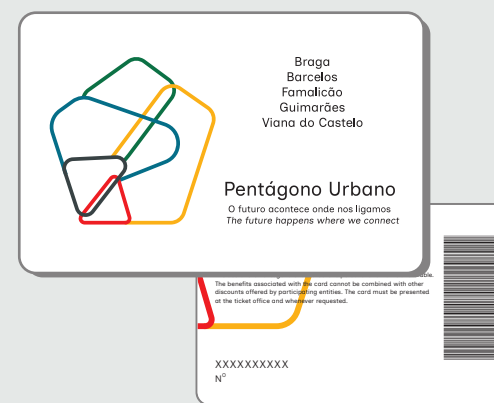 Braga
Barcelos
Famalicão
Guimarães
Viana do Castelo
Pentágono Urbano
O futuro acontece onde nos ligamos
The future happens where we connect
The benefits associated with the card cannot be combined with other
discounts offered by participating entities. The card must be presented
at the ticket office and whenever requested.
XXXXXXXXXX
Nº